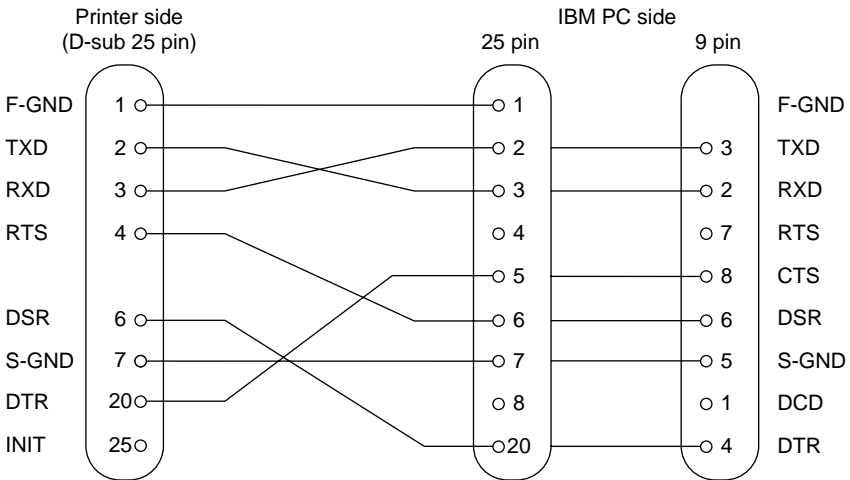 Printer side
(D-sub 25 pin)
IBM PC side
25 pin
9 pin
F-GND 1 1 F-GND
TXD 2 2 3 TXD
RXD 3 3 2 RXD
RTS 4 4 7 RTS
5 8 CTS
DSR 6 6 6 DSR
S-GND 7 7 5 S-GND
DTR 20 8 1 DCD
INIT 25 20 4 DTR